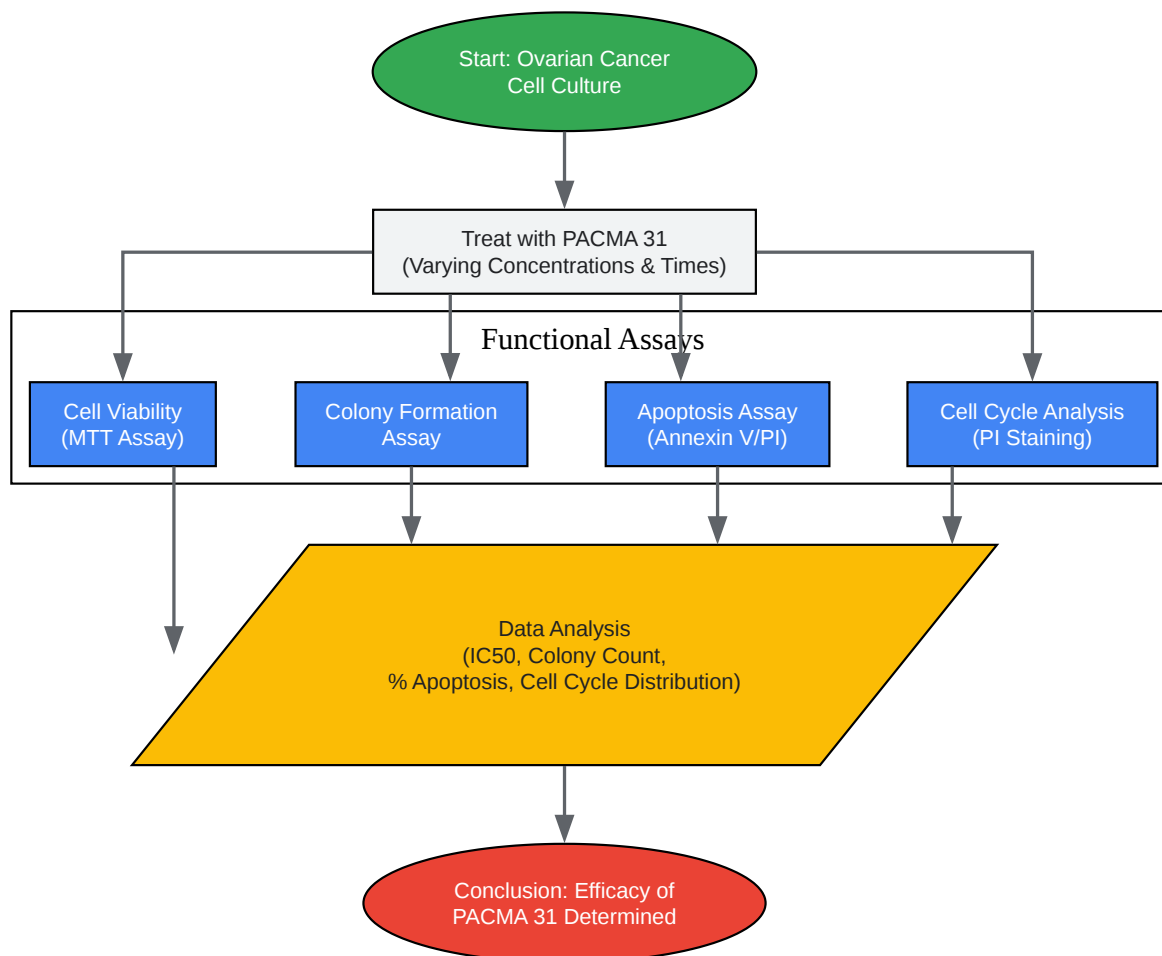 Start: Ovarian Cancer
Cell Culture
Treat with PACMA 31
(Varying Concentrations & Times)
Functional Assays
Cell Viability
(MTT Assay)
Colony Formation
Assay
Apoptosis Assay
(Annexin V/PI)
Cell Cycle Analysis
(PI Staining)
Data Analysis
(IC50, Colony Count,
% Apoptosis, Cell Cycle Distribution)
Conclusion: Efficacy of
PACMA 31 Determined